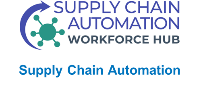 SUPPLY CHAIN
AUTOMATION
WORKFORCE HUB
Supply Chain Automation